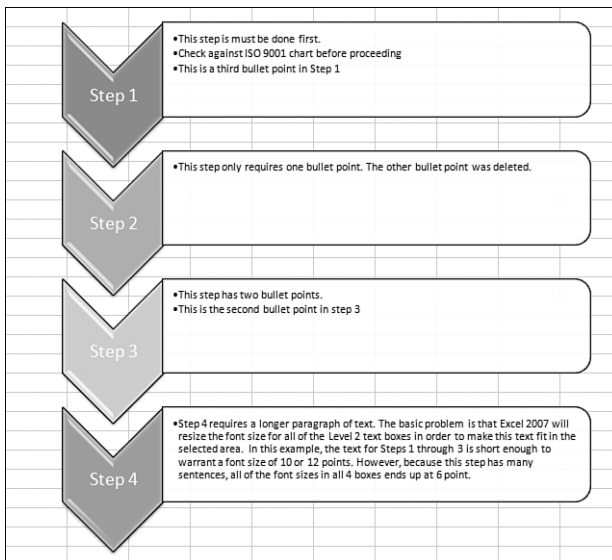 Step 1
•This step is must be done first.
•Check against ISO 9001 chart before proceeding
•This is a third bullet point in Step 1
Step 2
•This step only requires one bullet point. The other bullet point was deleted.
Step 3
•This step has two bullet points.
•This is the second bullet point in step 3
Step 4
•Step 4 requires a longer paragraph of text. The basic problem is that Excel 2007 will
resize the font size for all of the Level 2 text boxes in order to make this text fit in the
selected area. In this example, the text for Steps 1 through 3 is short enough to
warrant a font size of 10 or 12 points. However, because this step has many
sentences, all of the font sizes in all 4 boxes ends up at 6 point.